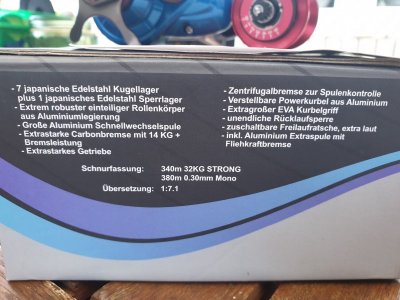 - 7 japanische Edelstahl Kugellager
plus 1 japanisches Edelstahl Sperrlager
- Extrem robuster einteiliger Rollenkörper
aus Aluminiumlegierung
- Große Aluminium Schnellwechselspule
- Extrastarke Carbonbremse mit 14 KG +
Bremsleistung
- Extrastarkes Getriebe
- Zentrifugalbremse zur Spulenkontrolle
- Verstellbare Powerkurbel aus Aluminium
- Extragroßer EVA Kurbelgriff
- unendliche Rücklaufsperre
- zuschaltbare Freilaufratsche, extra laut
- inkl. Aluminium Extraspule mit
Fliehkraftbremse
Schnurfassung: 340m 32KG STRONG
380m 0.30mm Mono
Übersetzung: 1:7.1